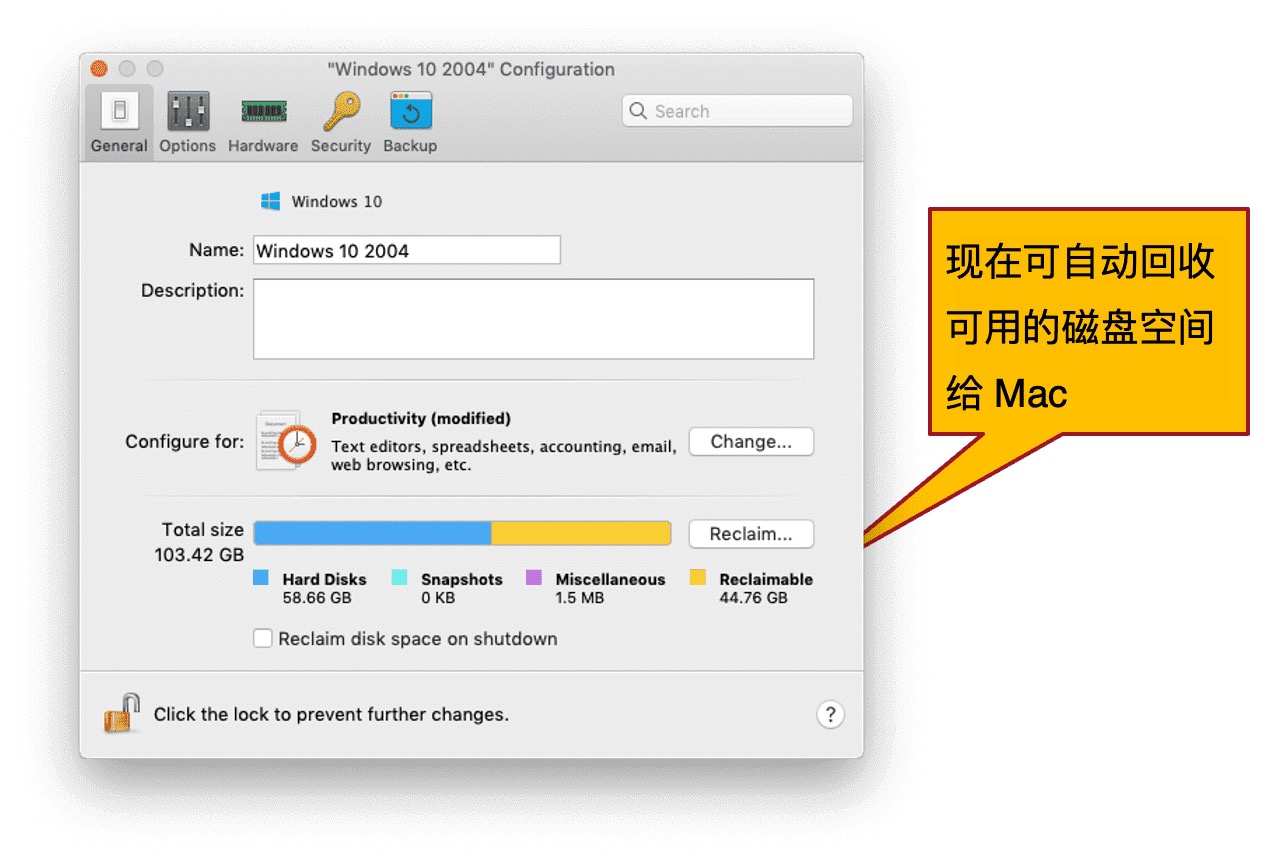 "Windows 10 2004" Configuration
General Options Hardware Security Backup
Search
Windows 10
Name: Windows 10 2004
Description:
Configure for:
Productivity (modified)
Text editors, spreadsheets, accounting, email,
web browsing, etc.
Change...
Total size
103.42 GB
Reclaim...
Hard Disks
58.66 GB
Snapshots
0 KB
Miscellaneous
1.5 MB
Reclaimable
44.76 GB
Reclaim disk space on shutdown
Click the lock to prevent further changes.
?
现在可自动回收
可用的磁盘空间
给 Mac